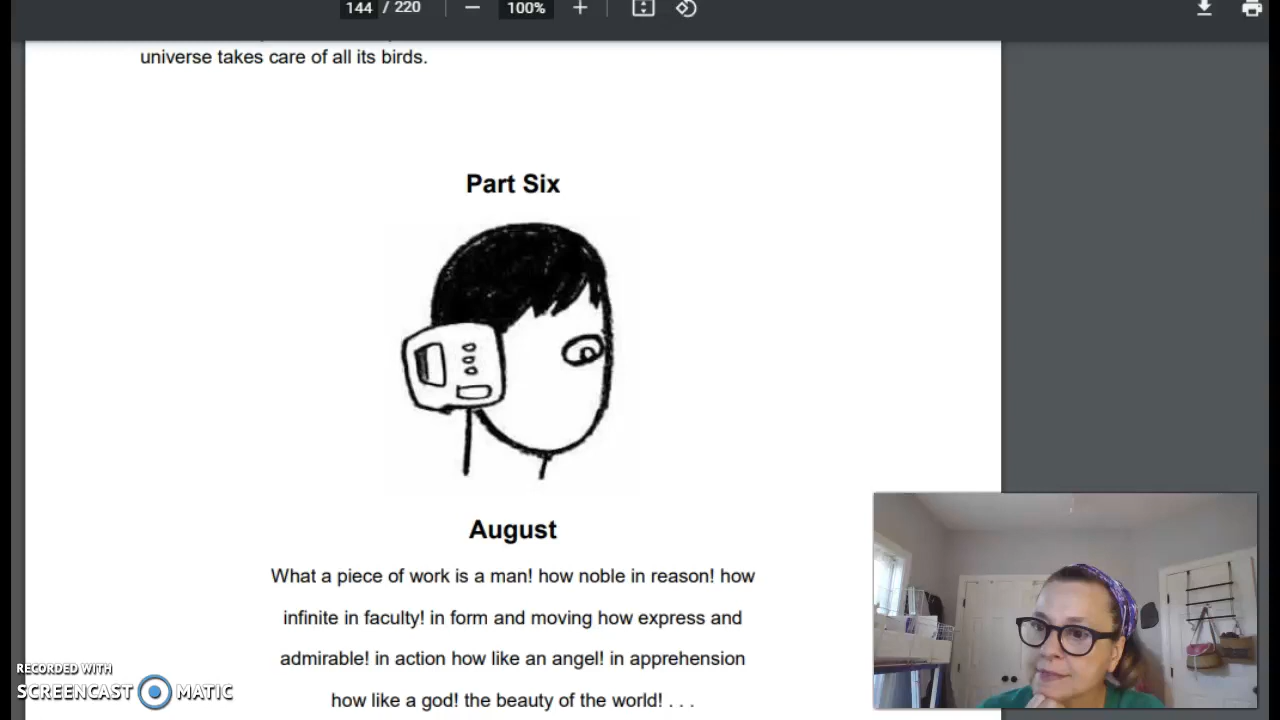 144 / 220
100%
universe takes care of all its birds.
Part Six
August
What a piece of work is a man! how noble in reason! how
infinite in faculty! in form and moving how express and
admirable! in action how like an angel! in apprehension
how like a god! the beauty of the world! . . .
RECORDED WITH
SCREENCAST MATIC